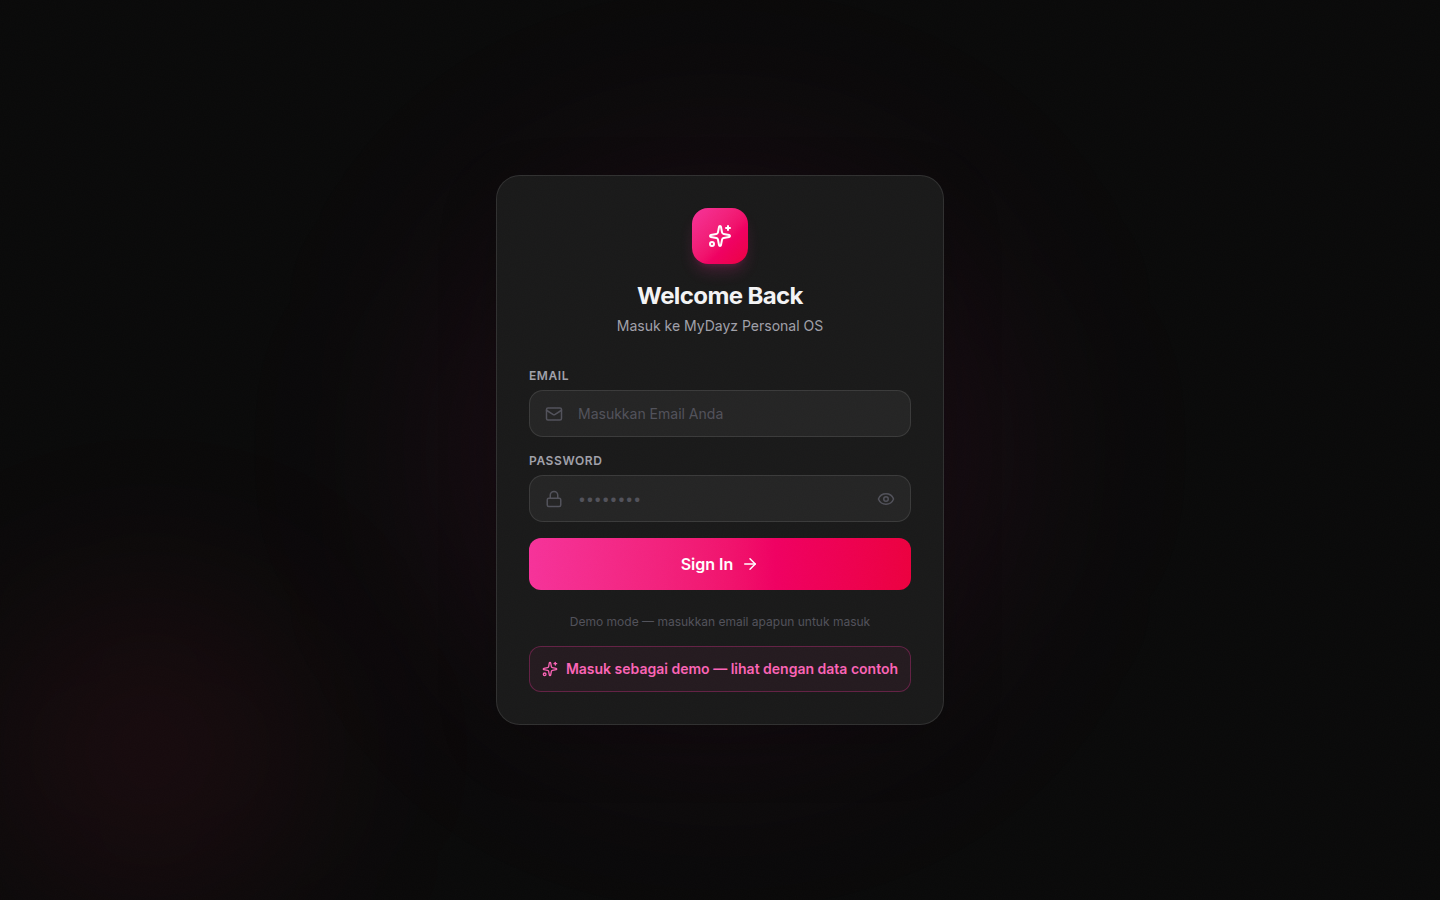 Welcome Back
Masuk ke MyDayz Personal OS
EMAIL
Masukkan Email Anda
PASSWORD
••••••••
Sign In
Demo mode — masukkan email apapun untuk masuk
Masuk sebagai demo — lihat dengan data contoh